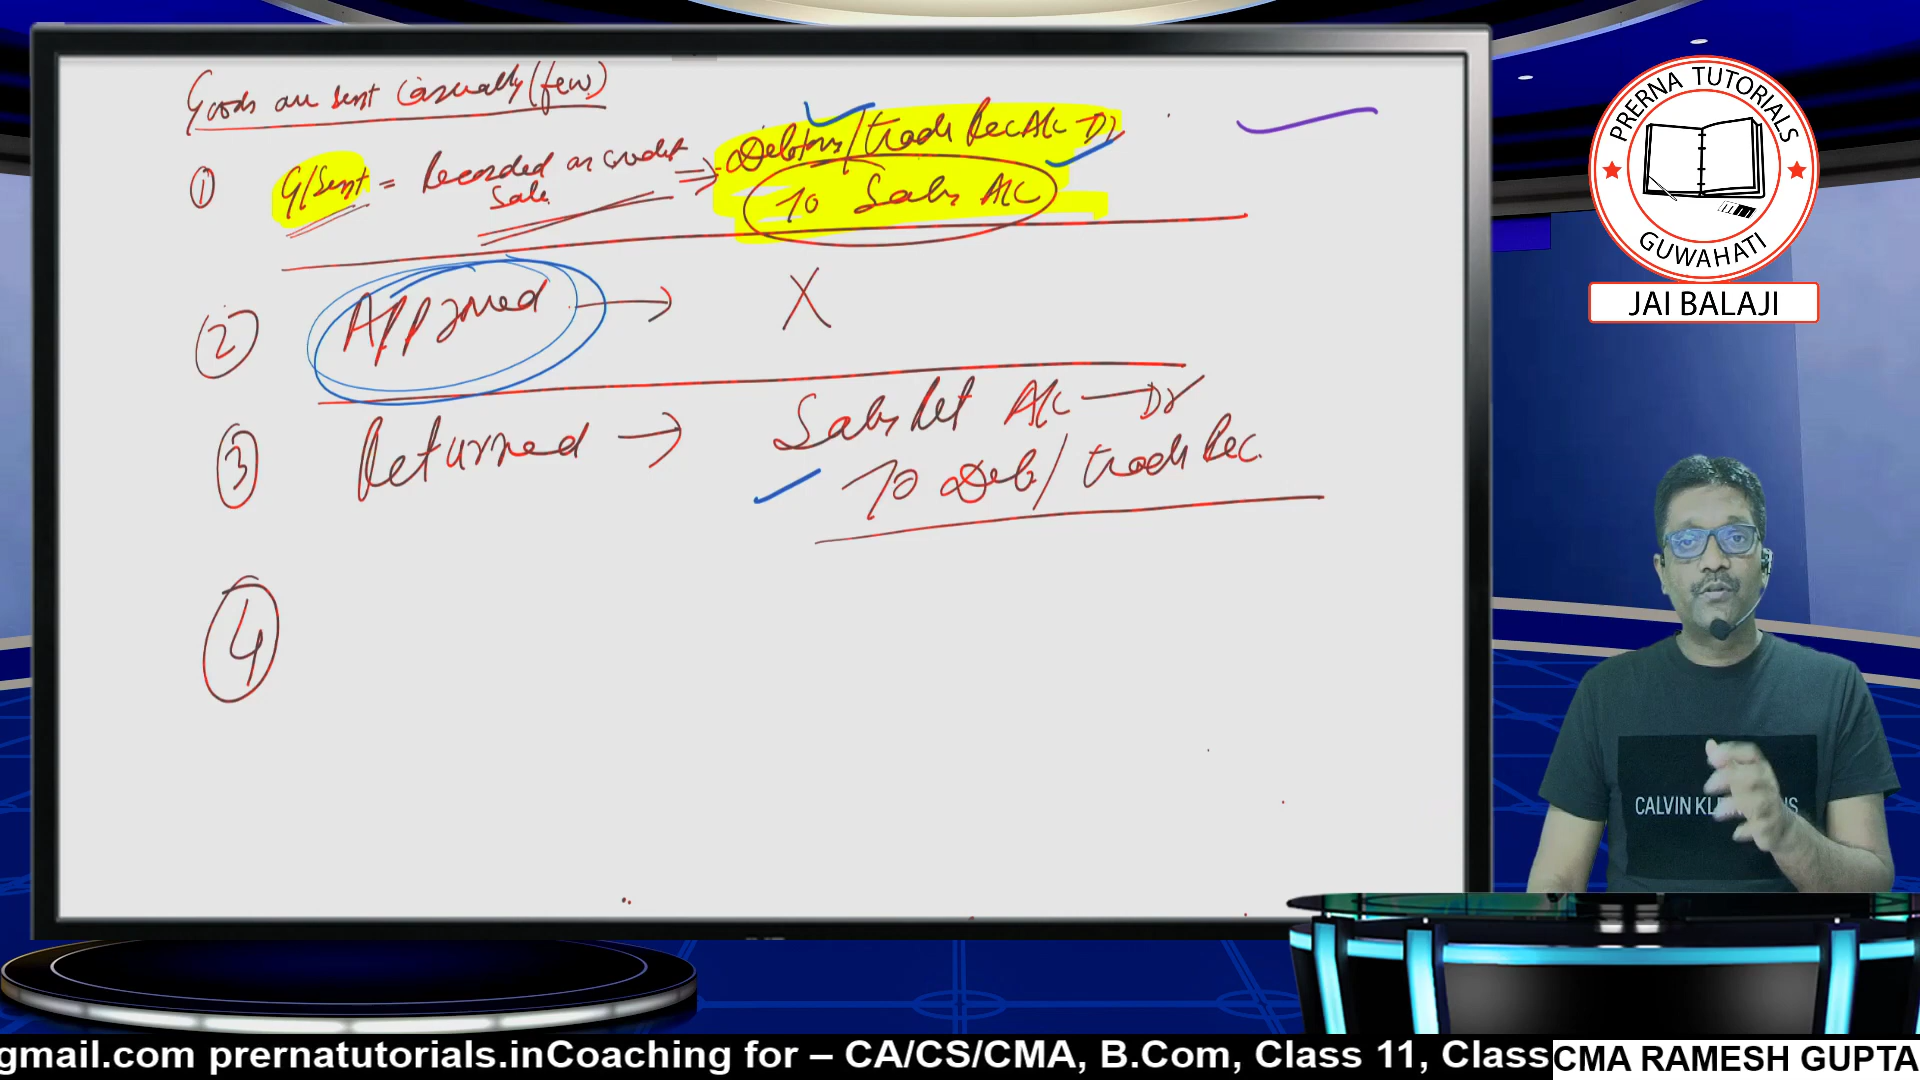 Goods are sent casually (few)
① G/Sent = Recorded as credit Sale ⇒ Debtors/trade Rec A/c Dr
To Sales A/c
② Approved → X
③ Returned → Sales Ret A/c — Dr
To Deb/trade Rec.
④
PRERNA TUTORIALS
GUWAHATI
JAI BALAJI
CALVIN KL NS
gmail.com prernatutorials.inCoaching for – CA/CS/CMA, B.Com, Class 11, Class
CMA RAMESH GUPTA